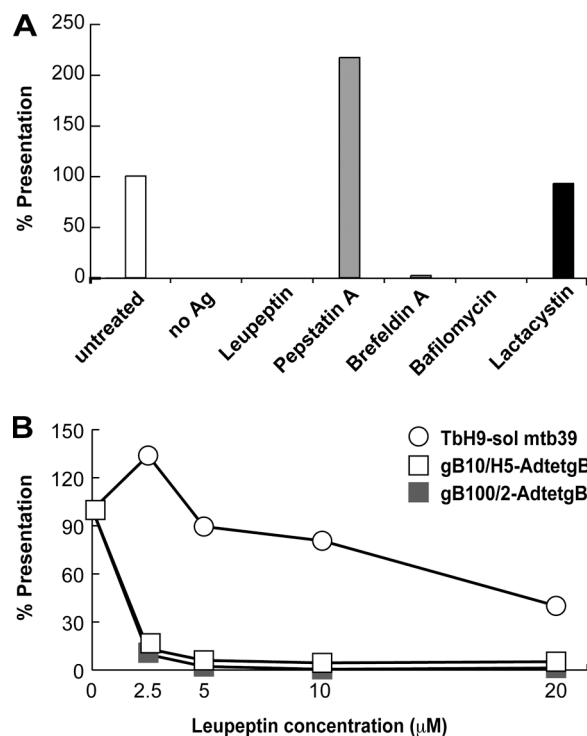 A
% Presentation
250
200
150
100
50
0
untreated
no Ag
Leupeptin
Pepstatin A
Brefeldin A
Bafilomycin
Lactacystin
B
% Presentation
150
120
90
60
30
0
TbH9-sol mtb39
gB10/H5-AdtetgB
gB100/2-AdtetgB
0 2.5 5 10 20
Leupeptin concentration (μM)